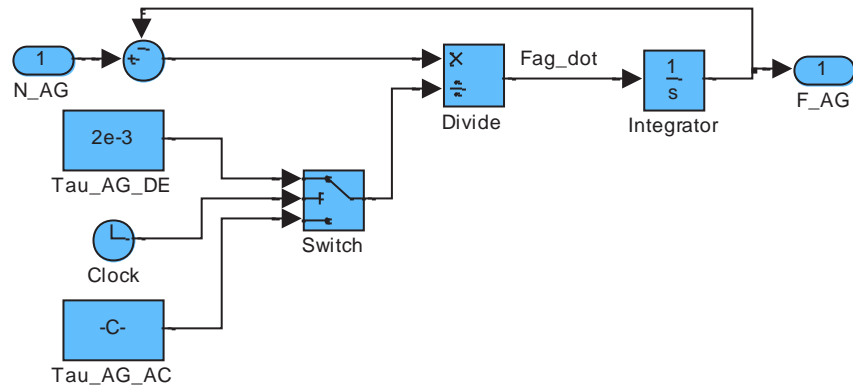 1
N_AG
+
-
×
÷
Divide
Fag_dot
1
s
Integrator
1
F_AG
2e-3
Tau_AG_DE
Switch
Clock
-C-
Tau_AG_AC